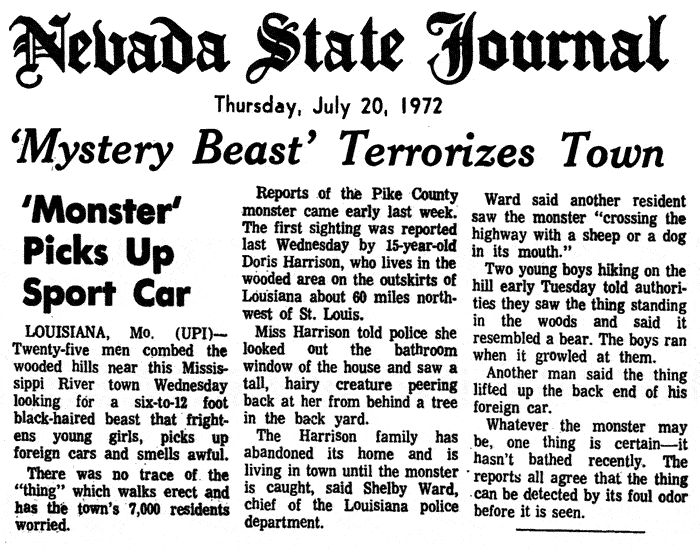 Nevada State Journal
Thursday, July 20, 1972
'Mystery Beast' Terrorizes Town
'Monster'
Picks Up
Sport Car
LOUISIANA, Mo. (UPI)—
Twenty-five men combed the
wooded hills near this Missis-
sippi River town Wednesday
looking for a six-to-12 foot
black-haired beast that fright-
ens young girls, picks up
foreign cars and smells awful.
There was no trace of the
"thing" which walks erect and
has the town's 7,000 residents
worried.
Reports of the Pike County
monster came early last week.
The first sighting was reported
last Wednesday by 15-year-old
Doris Harrison, who lives in the
wooded area on the outskirts of
Louisiana about 60 miles north-
west of St. Louis.
Miss Harrison told police she
looked out the bathroom
window of the house and saw a
tall, hairy creature peering
back at her from behind a tree
in the back yard.
The Harrison family has
abandoned its home and is
living in town until the monster
is caught, said Shelby Ward,
chief of the Louisiana police
department.
Ward said another resident
saw the monster "crossing the
highway with a sheep or a dog
in its mouth."
Two young boys hiking on the
hill early Tuesday told authori-
ties they saw the thing standing
in the woods and said it
resembled a bear. The boys ran
when it growled at them.
Another man said the thing
lifted up the back end of his
foreign car.
Whatever the monster may
be, one thing is certain—it
hasn't bathed recently. The
reports all agree that the thing
can be detected by its foul odor
before it is seen.